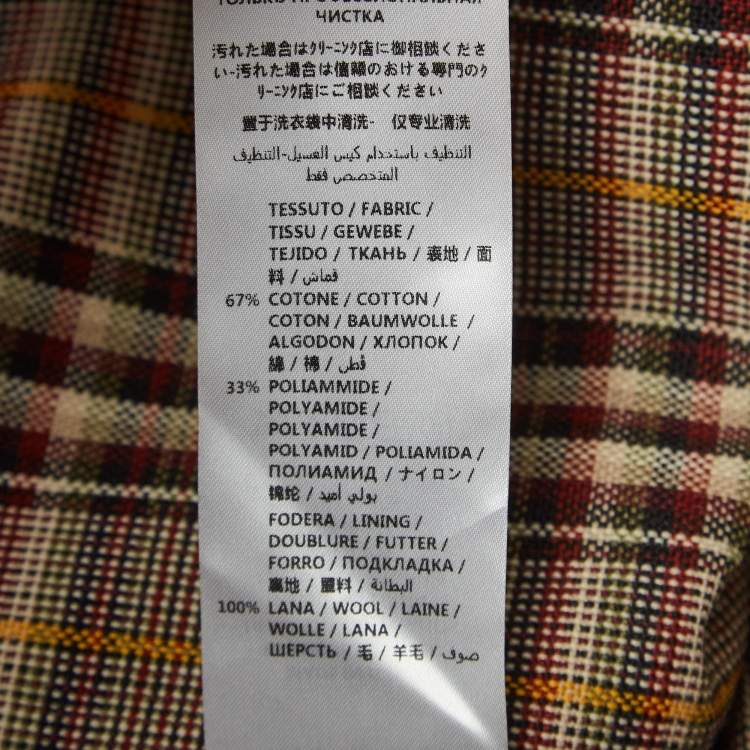 ЧИСТКА
汚れた場合はクリーニング店に御相談くださ
い-汚れた場合は信頼のおける専門のク
リーニング店にご相談ください
置于洗衣袋中清洗- 仅专业清洗
التنظيف باستخدام كيس الغسيل-التنظيف
المتخصص فقط
TESSUTO / FABRIC /
TISSU / GEWEBE /
TEJIDO / ТКАНЬ / 裏地 / 面
料 / قماش /
67% COTONE / COTTON /
COTON / BAUMWOLLE /
ALGODON / ХЛОПОК /
綿 / 棉 / قُطن /
33% POLIAMMIDE /
POLYAMIDE /
POLYAMIDE /
POLYAMID / POLIAMIDA /
ПОЛИАМИД / ナイロン /
锦蛇 / بولي أميد /
FODERA / LINING /
DOUBLURE / FUTTER /
FORRO / ПОДКЛАДКА /
裏地 / 里料 / البطانة /
100% LANA / WOOL / LAINE /
WOLLE / LANA /
ШЕРСТЬ / 毛 / 羊毛 / صوف /